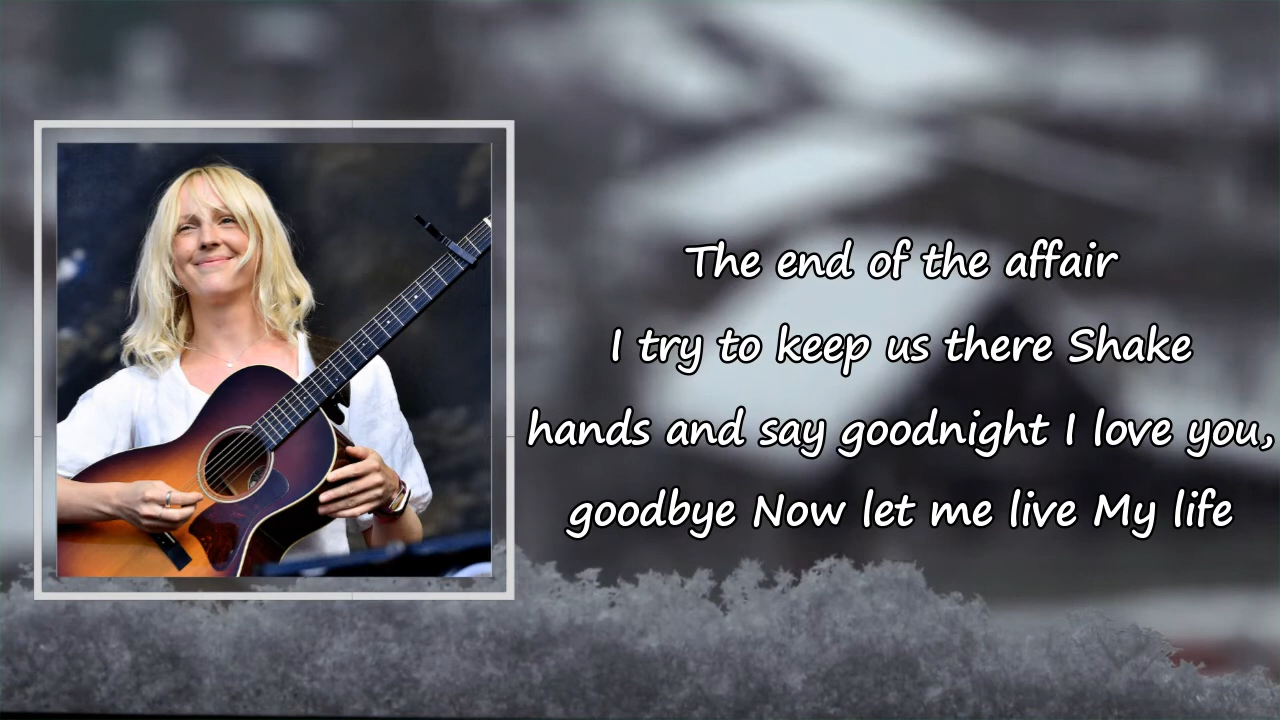 The end of the affair
I try to keep us there Shake
hands and say goodnight I love you,
goodbye Now let me live My life